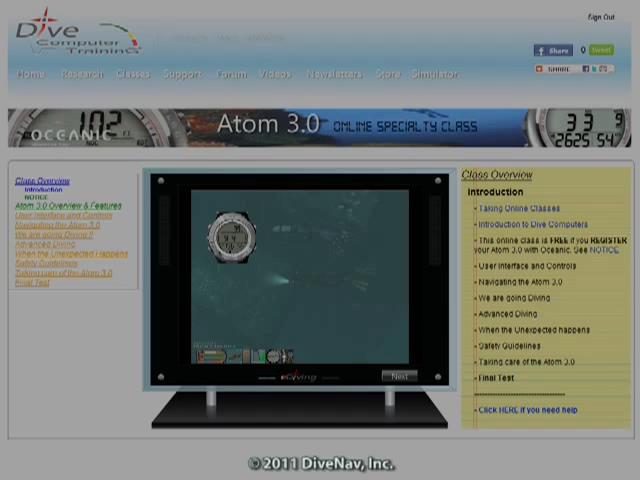 Dive
Computer
Training
Sign Out
Share
0
tweet
SHARE
Home Research Classes Support Forum Videos Newsletters Store Simulator
102 FT
OCEANIC
NDC
Atom 3.0 ONLINE SPECIALTY CLASS
33 9
2625 54
Class Overview
Introduction
NOTICE
Atom 3.0 Overview & Features
User Interface and Controls
Navigating the Atom 3.0
We are going Diving !!
Advanced Diving
When the Unexpected Happens
Safety Guidelines
Taking care of the Atom 3.0
Final Test
eDiving
Next
Class Overview
Introduction
Taking Online Classes
Introduction to Dive Computers
This online class is FREE if you REGISTER
your Atom 3.0 with Oceanic. See NOTICE
User Interface and Controls
Navigating the Atom 3.0
We are going Diving
Advanced Diving
When the Unexpected happens
Safety Guidelines
Taking care of the Atom 3.0
Final Test
Click HERE if you need help
© 2011 DiveNav, Inc.